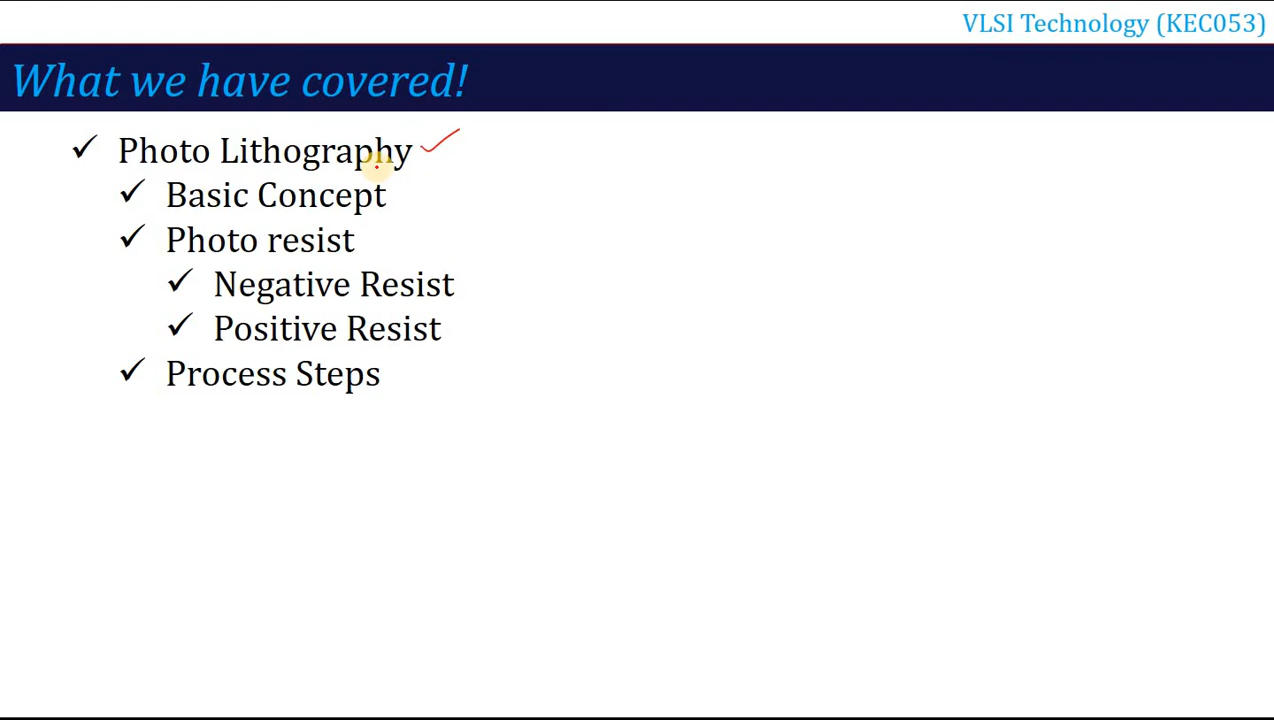 VLSI Technology (KEC053)
What we have covered!
✓ Photo Lithography
✓ Basic Concept
✓ Photo resist
✓ Negative Resist
✓ Positive Resist
✓ Process Steps